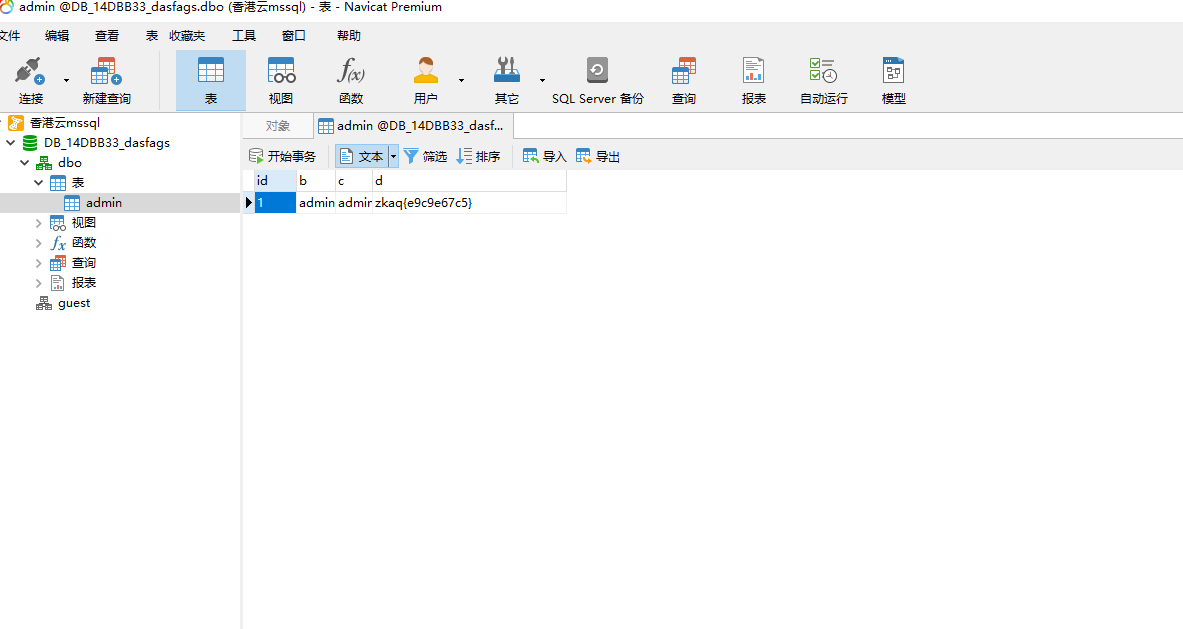 admin @DB_14DBB33_dasfags.dbo (香港云mssql) - 表 - Navicat Premium
文件 编辑 查看 表 收藏夹 工具 窗口 帮助
连接 新建查询 表 视图 函数 用户 其它 SQL Server 备份 查询 报表 自动运行 模型
香港云mssql
对象 admin @DB_14DBB33_dasf...
DB_14DBB33_dasfags
开始事务 文本 筛选 排序 导入 导出
dbo
表
id b c d
admin
1 admin admin zkaq{e9c9e67c5}
视图
函数
查询
报表
guest